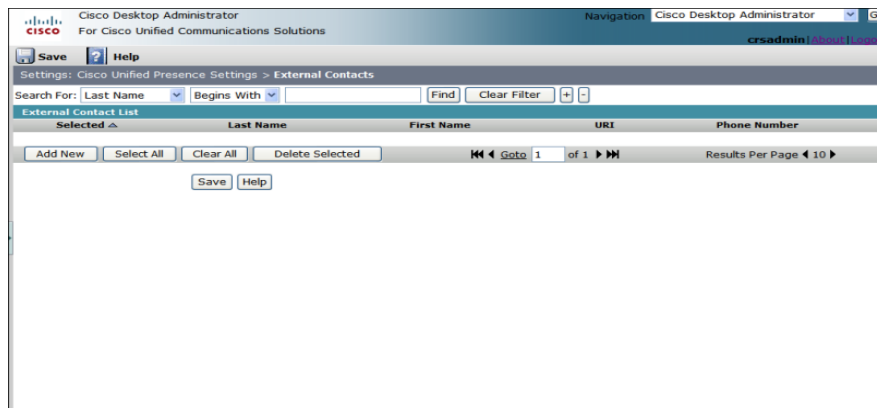 Cisco Desktop Administrator Navigation Cisco Desktop Administrator G
CISCO For Cisco Unified Communications Solutions
crsadmin|About|Logo
Save ? Help
Settings: Cisco Unified Presence Settings > External Contacts
Search For: Last Name Begins With Find Clear Filter + -
External Contact List
Selected Last Name First Name URI Phone Number
Add New Select All Clear All Delete Selected Goto 1 of 1 Results Per Page 10
Save Help